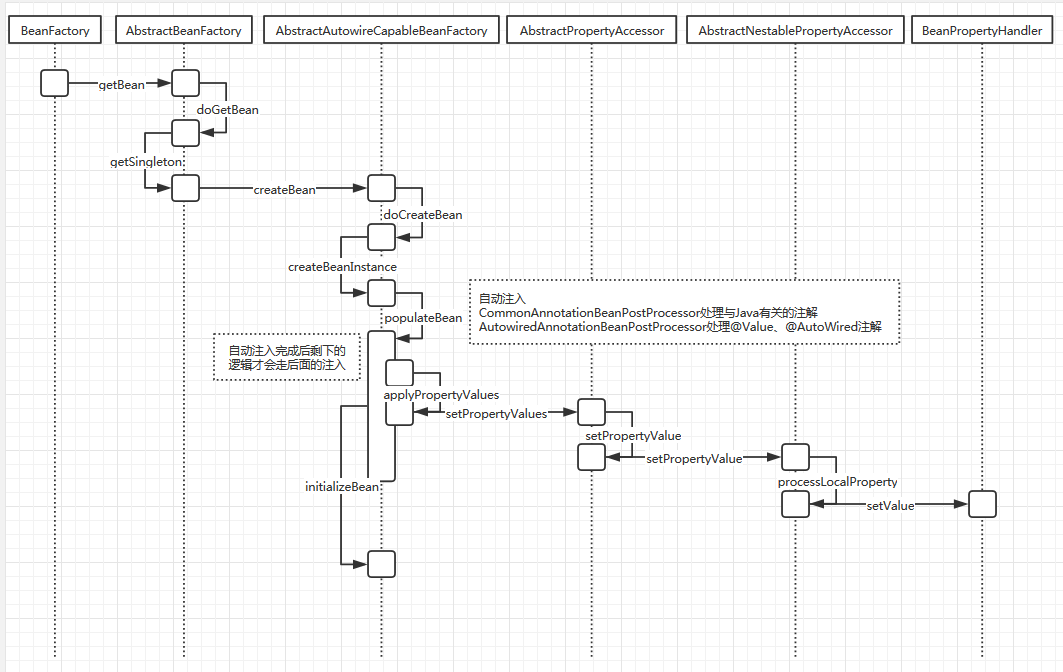 BeanFactory
AbstractBeanFactory
AbstractAutowireCapableBeanFactory
AbstractPropertyAccessor
AbstractNestablePropertyAccessor
BeanPropertyHandler
getBean
doGetBean
getSingleton
createBean
doCreateBean
createBeanInstance
populateBean
自动注入
CommonAnnotationBeanPostProcessor处理与Java有关的注解
AutowiredAnnotationBeanPostProcessor处理@Value、@AutoWired注解
自动注入完成后剩下的
逻辑才会走后面的注入
applyPropertyValues
setPropertyValues
setPropertyValue
setPropertyValue
processLocalProperty
setValue
initializeBean